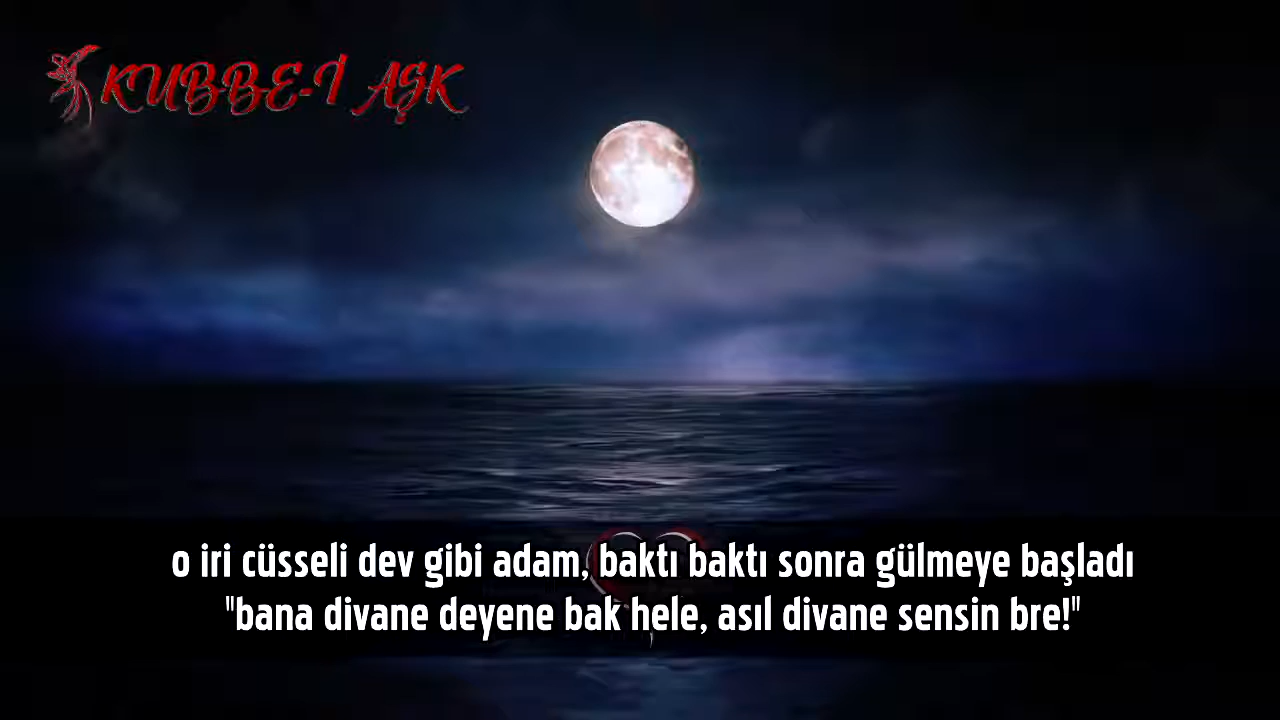 KUBBE-İ AŞK
o iri cüsseli dev gibi adam, baktı baktı sonra gülmeye başladı
"bana divane deyene bak hele, asıl divane sensin bre!"